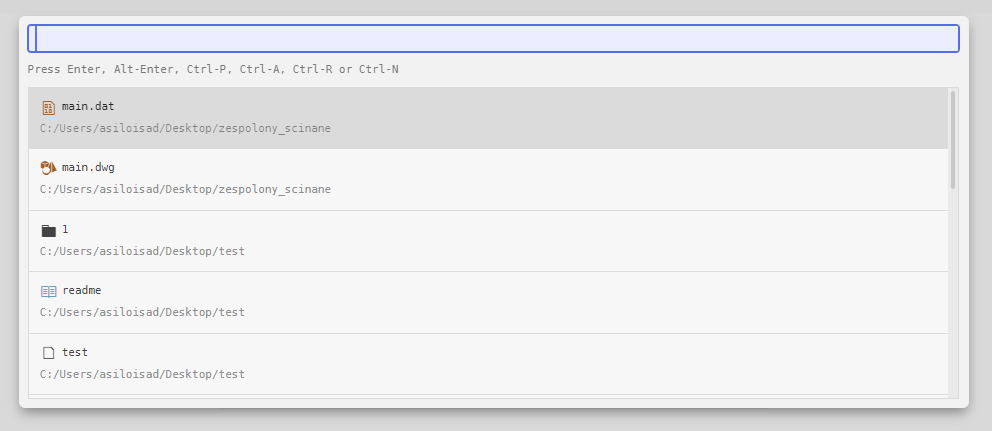 Press Enter, Alt-Enter, Ctrl-P, Ctrl-A, Ctrl-R or Ctrl-N
main.dat
C:/Users/asiloisad/Desktop/zespolony_scinane
main.dwg
C:/Users/asiloisad/Desktop/zespolony_scinane
1
C:/Users/asiloisad/Desktop/test
readme
C:/Users/asiloisad/Desktop/test
test
C:/Users/asiloisad/Desktop/test